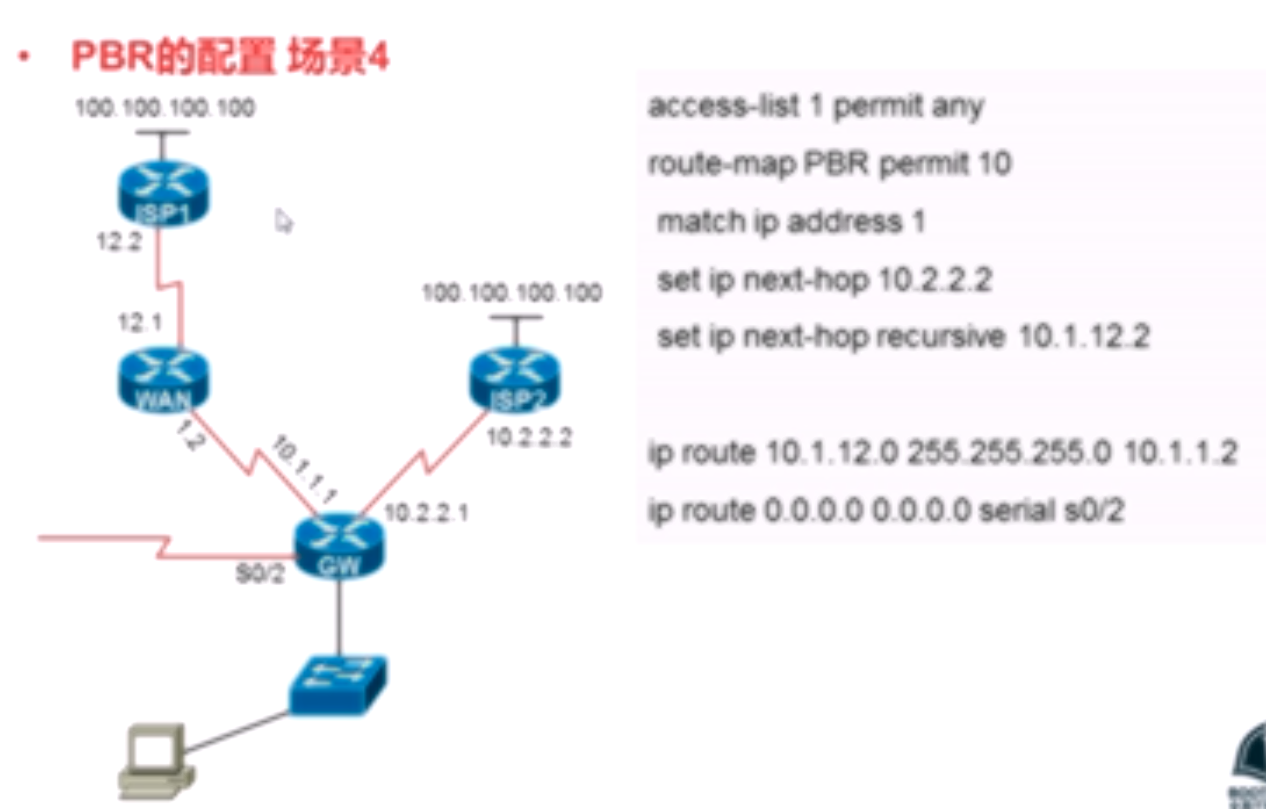 • PBR的配置 场景4
100.100.100.100
ISP1
12.2
12.1
WAN
1.2
10.1.1.1
100.100.100.100
ISP2
10.2.2.2
10.2.2.1
GW
S0/2
access-list 1 permit any
route-map PBR permit 10
match ip address 1
set ip next-hop 10.2.2.2
set ip next-hop recursive 10.1.12.2
ip route 10.1.12.0 255.255.255.0 10.1.1.2
ip route 0.0.0.0 0.0.0.0 serial s0/2